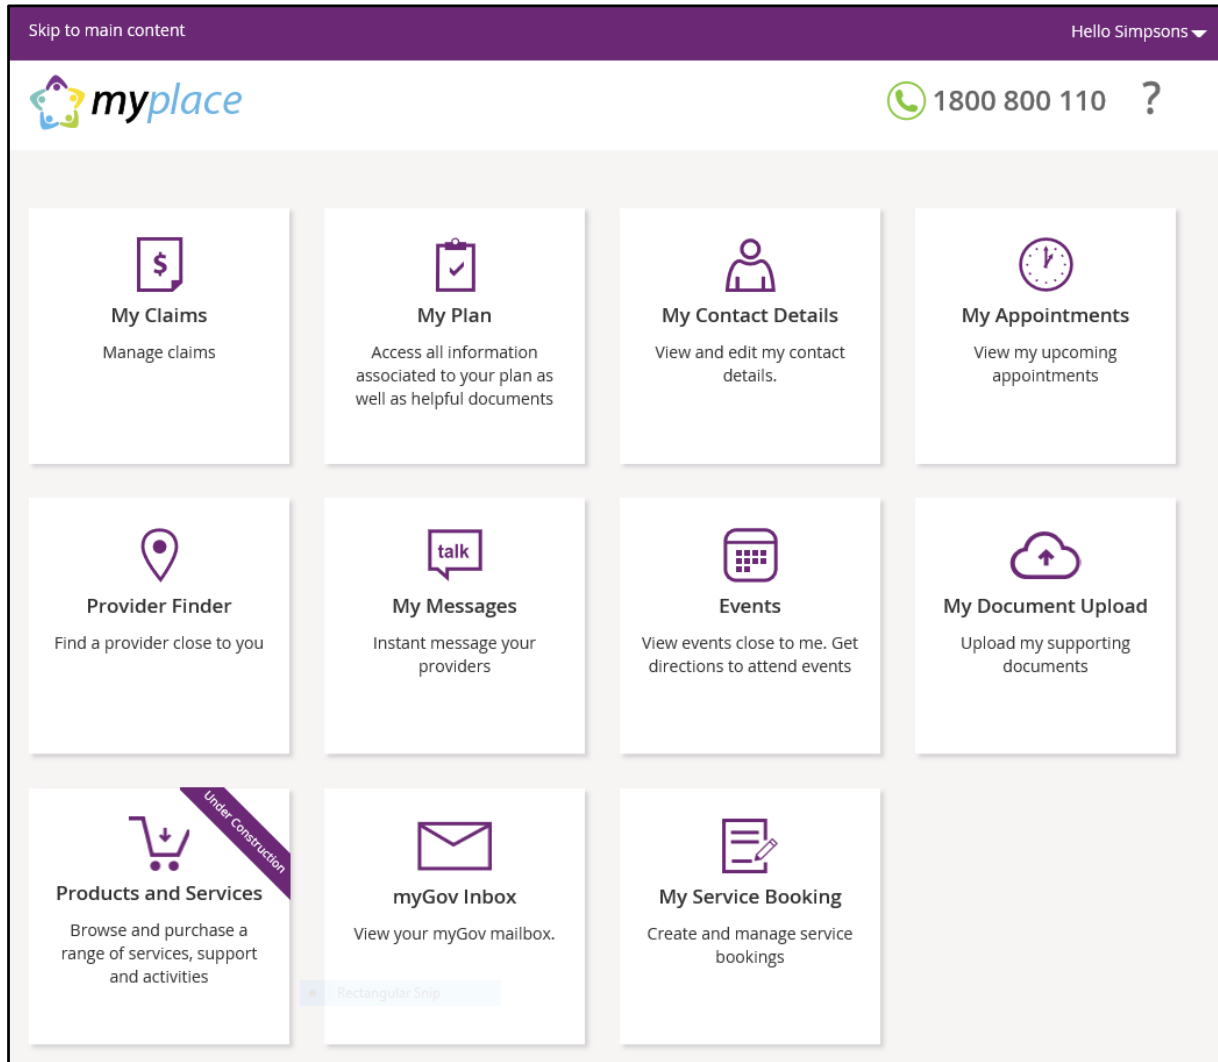 Skip to main content
Hello Simpsons
myplace
1800 800 110
?
$
My Claims
Manage claims
My Plan
Access all information
associated to your plan as
well as helpful documents
My Contact Details
View and edit my contact
details.
My Appointments
View my upcoming
appointments
Provider Finder
Find a provider close to you
talk
My Messages
Instant message your
providers
Events
View events close to me. Get
directions to attend events
My Document Upload
Upload my supporting
documents
Under Construction
Products and Services
Browse and purchase a
range of services, support
and activities
myGov Inbox
View your myGov mailbox.
My Service Booking
Create and manage service
bookings
Rectangular Snip